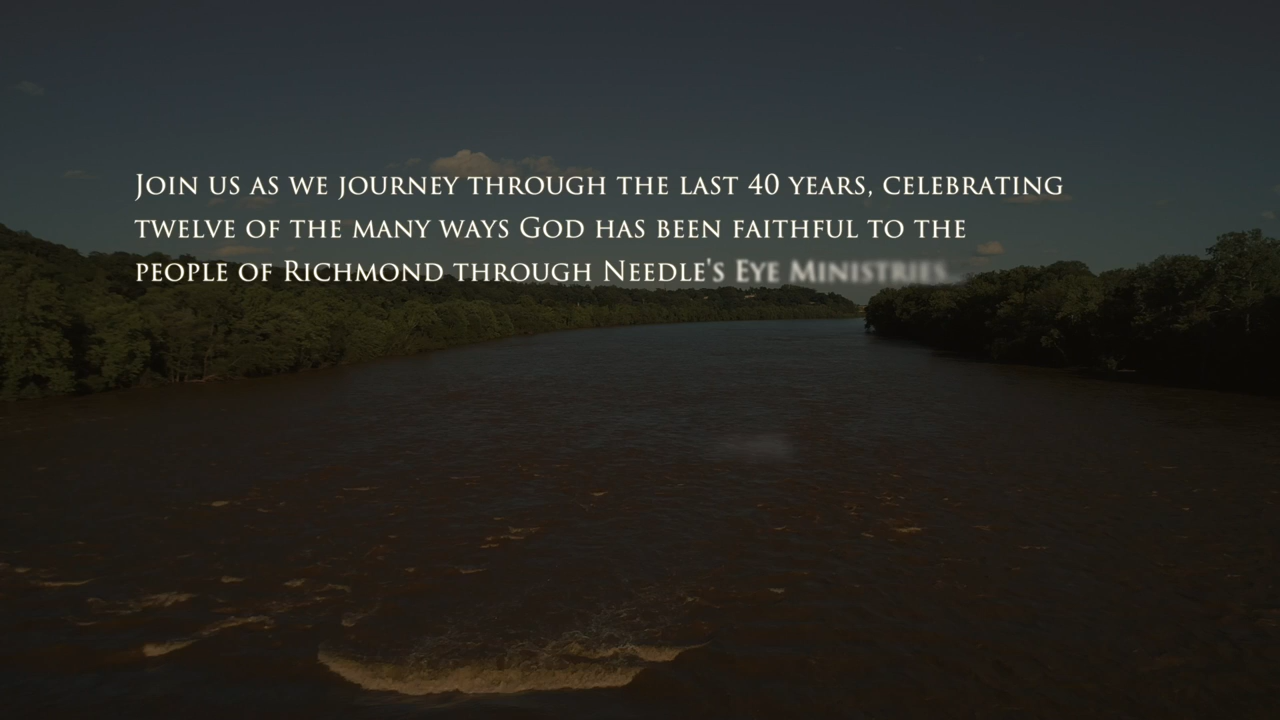 Join us as we journey through the last 40 years, celebrating
twelve of the many ways God has been faithful to the
people of Richmond through Needle's Eye Ministries